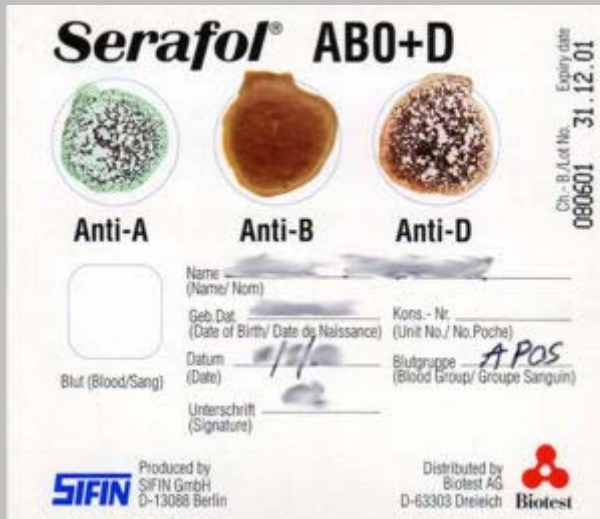 Serafol® ABO+D
Anti-A Anti-B Anti-D
Ch.-B./Lot No. Expiry date
080601 31.12.01
Name
(Name/ Nom)
Geb.Dat.
(Date of Birth/ Date de Naissance)
Kons.- Nr.
(Unit No./ No.Poche)
Datum
(Date)
Blutgruppe A POS
(Blood Group/ Groupe Sanguin)
Blut (Blood/Sang)
Unterschrift
(Signature)
SIFIN
Produced by
SIFIN GmbH
D-13088 Berlin
Distributed by
Biotest AG
D-63303 Dreieich
Biotest